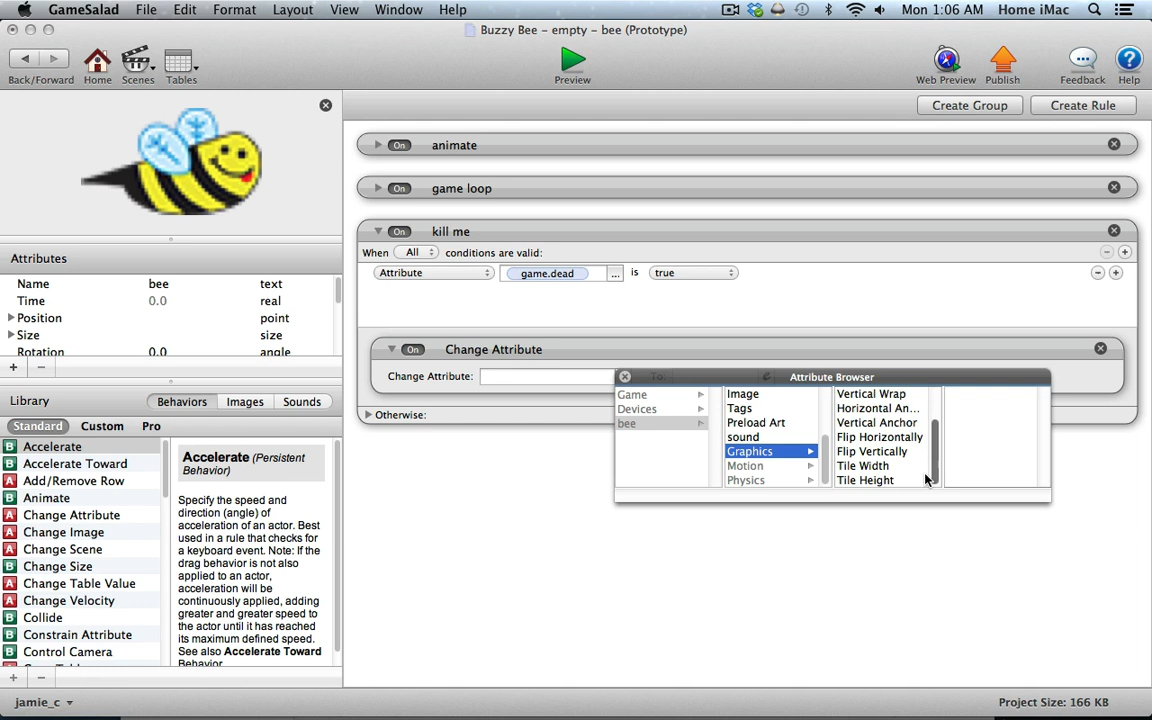 GameSalad File Edit Format Layout View Window Help Mon 1:06 AM Home iMac
Buzzy Bee – empty – bee (Prototype)
Back/Forward Home Scenes Tables Preview Web Preview Publish Feedback Help
Create Group Create Rule
On animate
On game loop
On kill me
When All conditions are valid:
Attribute game.dead ... is true
On Change Attribute
Change Attribute:
Otherwise:
Attribute Browser
Game
Devices
bee
Image
Tags
Preload Art
sound
Graphics
Motion
Physics
Vertical Wrap
Horizontal An...
Vertical Anchor
Flip Horizontally
Flip Vertically
Tile Width
Tile Height
Attributes
Name bee text
Time 0.0 real
Position point
Size size
Rotation 0.0 angle
+ −
Library Behaviors Images Sounds
Standard Custom Pro
B Accelerate
B Accelerate Toward
A Add/Remove Row
B Animate
A Change Attribute
A Change Image
A Change Scene
B Change Size
A Change Table Value
A Change Velocity
B Collide
B Constrain Attribute
B Control Camera
Accelerate (Persistent
Behavior)
Specify the speed and
direction (angle) of
acceleration of an actor. Best
used in a rule that checks for
a keyboard event. Note: If the
drag behavior is not also
applied to an actor,
acceleration will be
continuously applied, adding
greater and greater speed to
the actor until it has reached
its maximum defined speed.
See also Accelerate Toward
Behavior
+ −
jamie_c Project Size: 166 KB